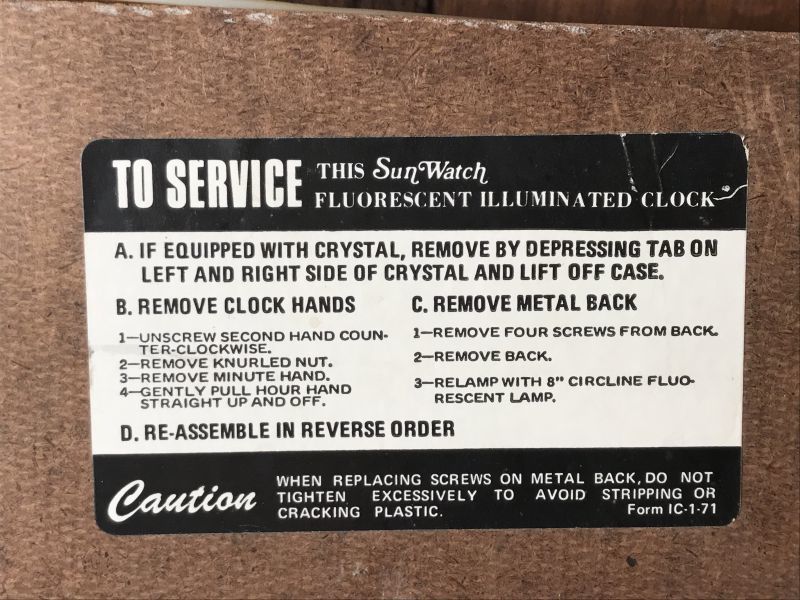 TO SERVICE THIS SunWatch
FLUORESCENT ILLUMINATED CLOCK
A. IF EQUIPPED WITH CRYSTAL, REMOVE BY DEPRESSING TAB ON
LEFT AND RIGHT SIDE OF CRYSTAL AND LIFT OFF CASE.
B. REMOVE CLOCK HANDS
1—UNSCREW SECOND HAND COUN-
TER-CLOCKWISE.
2—REMOVE KNURLED NUT.
3—REMOVE MINUTE HAND.
4—GENTLY PULL HOUR HAND
STRAIGHT UP AND OFF.
C. REMOVE METAL BACK
1—REMOVE FOUR SCREWS FROM BACK.
2—REMOVE BACK.
3—RELAMP WITH 8" CIRCLINE FLUO-
RESCENT LAMP.
D. RE-ASSEMBLE IN REVERSE ORDER
Caution
WHEN REPLACING SCREWS ON METAL BACK, DO NOT
TIGHTEN EXCESSIVELY TO AVOID STRIPPING OR
CRACKING PLASTIC.
Form IC-1-71